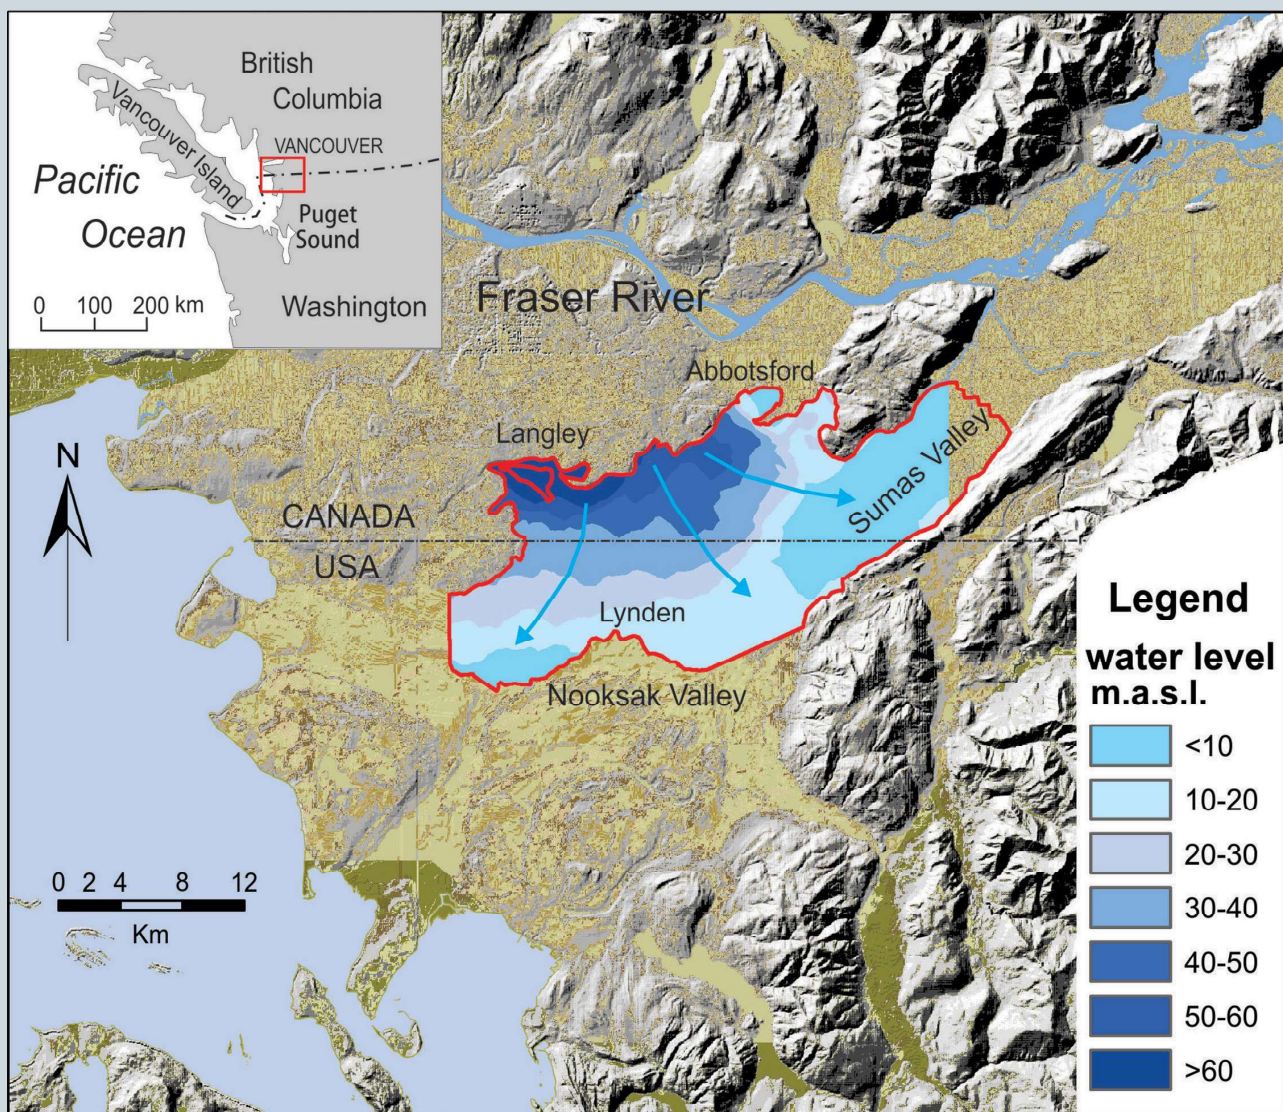 British
Columbia
VANCOUVER
Vancouver Island
Pacific
Ocean
Puget
Sound
Washington
0 100 200 km
Fraser River
Abbotsford
Langley
Sumas Valley
N
CANADA
USA
Lynden
Nooksak Valley
0 2 4 8 12
Km
Legend
water level
m.a.s.l.
<10
10-20
20-30
30-40
40-50
50-60
>60